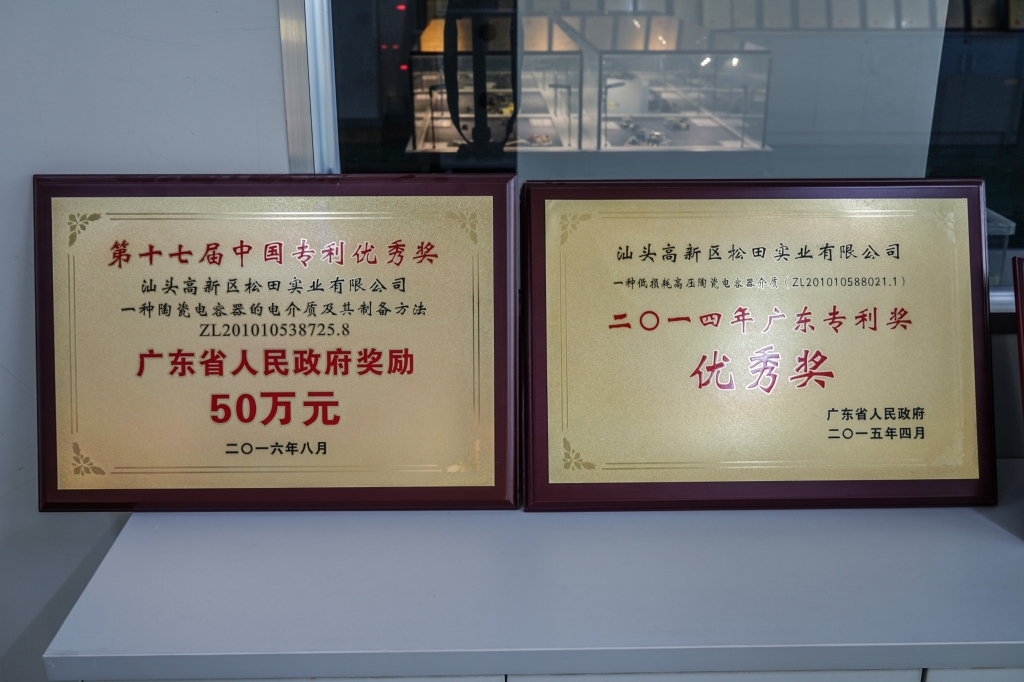 第十七届中国专利优秀奖
汕头高新区松田实业有限公司
一种陶瓷电容器的电介质及其制备方法
ZL201010538725.8
广东省人民政府奖励
50万元
二〇一六年八月
汕头高新区松田实业有限公司
一种低损耗高压陶瓷电容器介质（ZL201010588021.1）
二〇一四年广东专利奖
优秀奖
广东省人民政府
二〇一五年四月